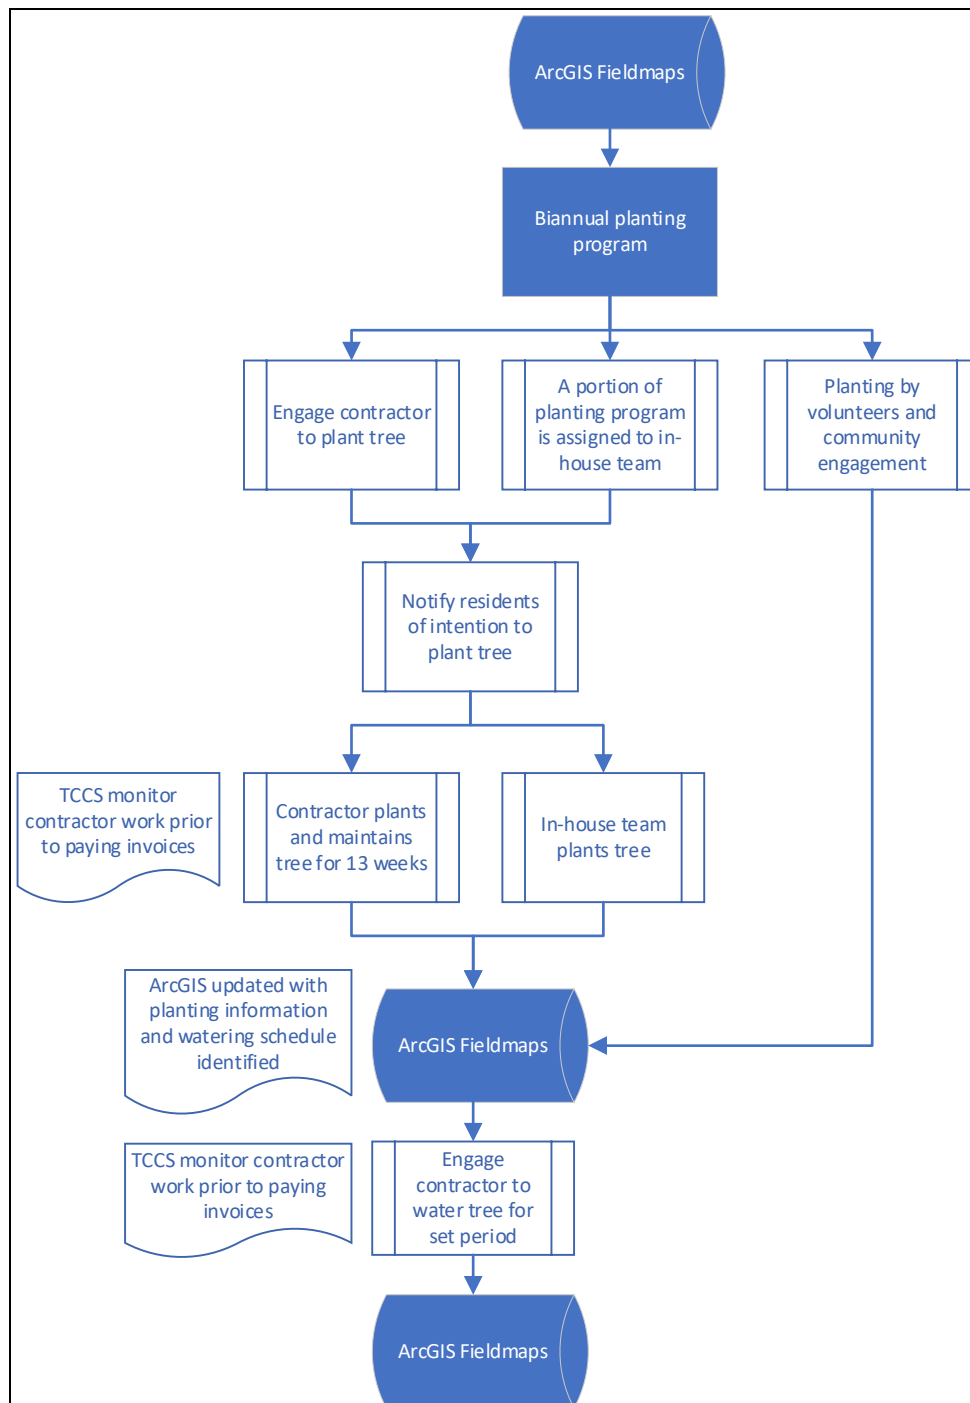 ArcGIS Fieldmaps
Biannual planting
program
Engage contractor
to plant tree
A portion of
planting program
is assigned to in-
house team
Planting by
volunteers and
community
engagement
Notify residents
of intention to
plant tree
TCCS monitor
contractor work prior
to paying invoices
Contractor plants
and maintains
tree for 13 weeks
In-house team
plants tree
ArcGIS updated with
planting information
and watering schedule
identified
ArcGIS Fieldmaps
TCCS monitor contractor
work prior to paying
invoices
Engage
contractor to
water tree for
set period
ArcGIS Fieldmaps